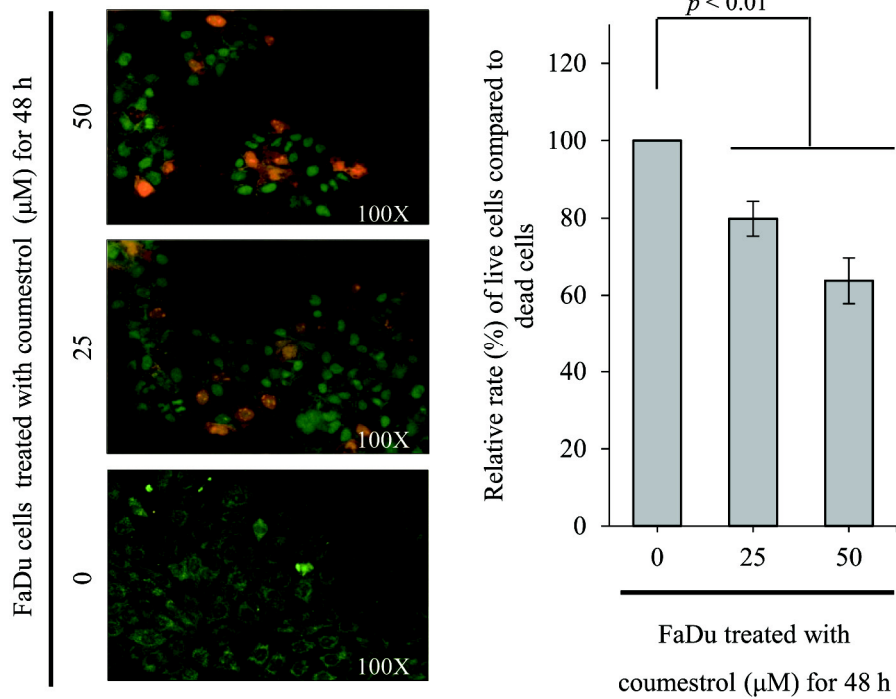 FaDu cells treated with coumestrol (μM) for 48 h
50
100X
25
100X
0
100X
p < 0.01
Relative rate (%) of live cells compared to
dead cells
120
100
80
60
40
20
0
0 25 50
FaDu treated with
coumestrol (μM) for 48 h